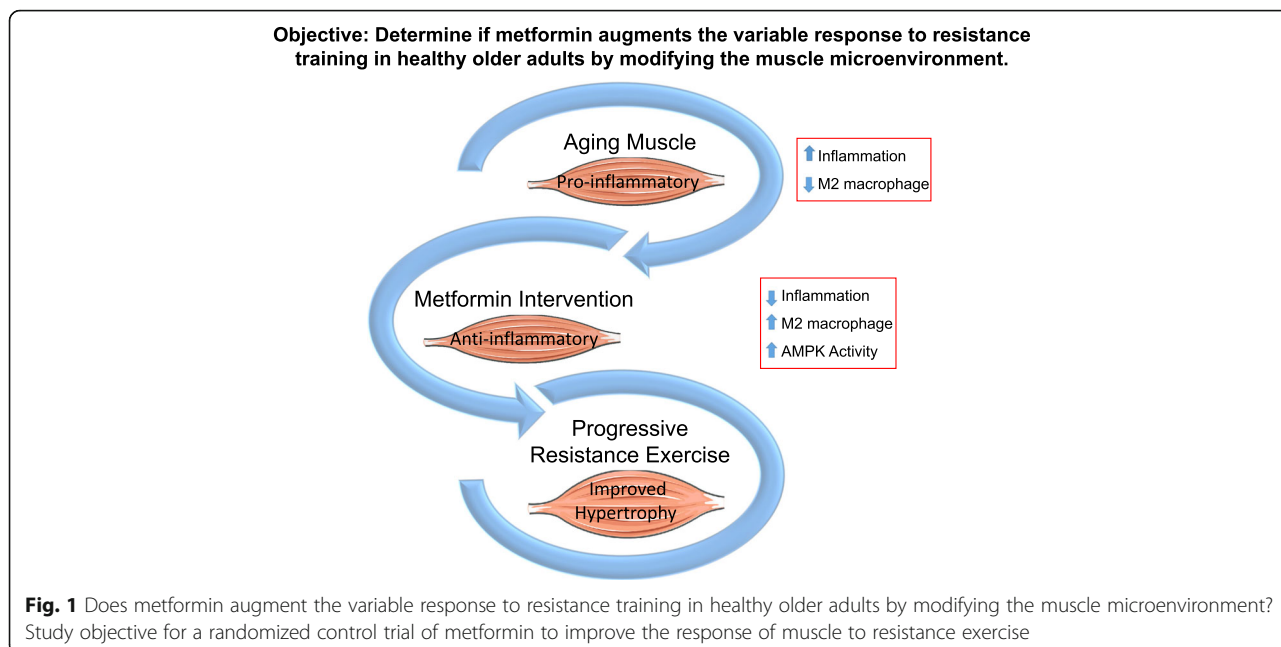 Objective: Determine if metformin augments the variable response to resistance
training in healthy older adults by modifying the muscle microenvironment.
Aging Muscle
Pro-inflammatory
Inflammation
M2 macrophage
Metformin Intervention
Anti-inflammatory
Inflammation
M2 macrophage
AMPK Activity
Progressive
Resistance Exercise
Improved
Hypertrophy
Fig. 1 Does metformin augment the variable response to resistance training in healthy older adults by modifying the muscle microenvironment?
Study objective for a randomized control trial of metformin to improve the response of muscle to resistance exercise